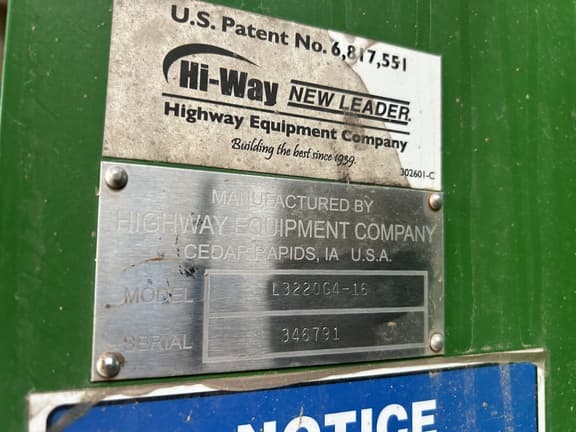 U.S. Patent No. 6,817,551
Hi-Way NEW LEADER®
Highway Equipment Company
Building the best since 1939.
302601-C
MANUFACTURED BY
HIGHWAY EQUIPMENT COMPANY
CEDAR RAPIDS, IA U.S.A.
MODEL L3220G4-16
SERIAL 346791
NOTICE